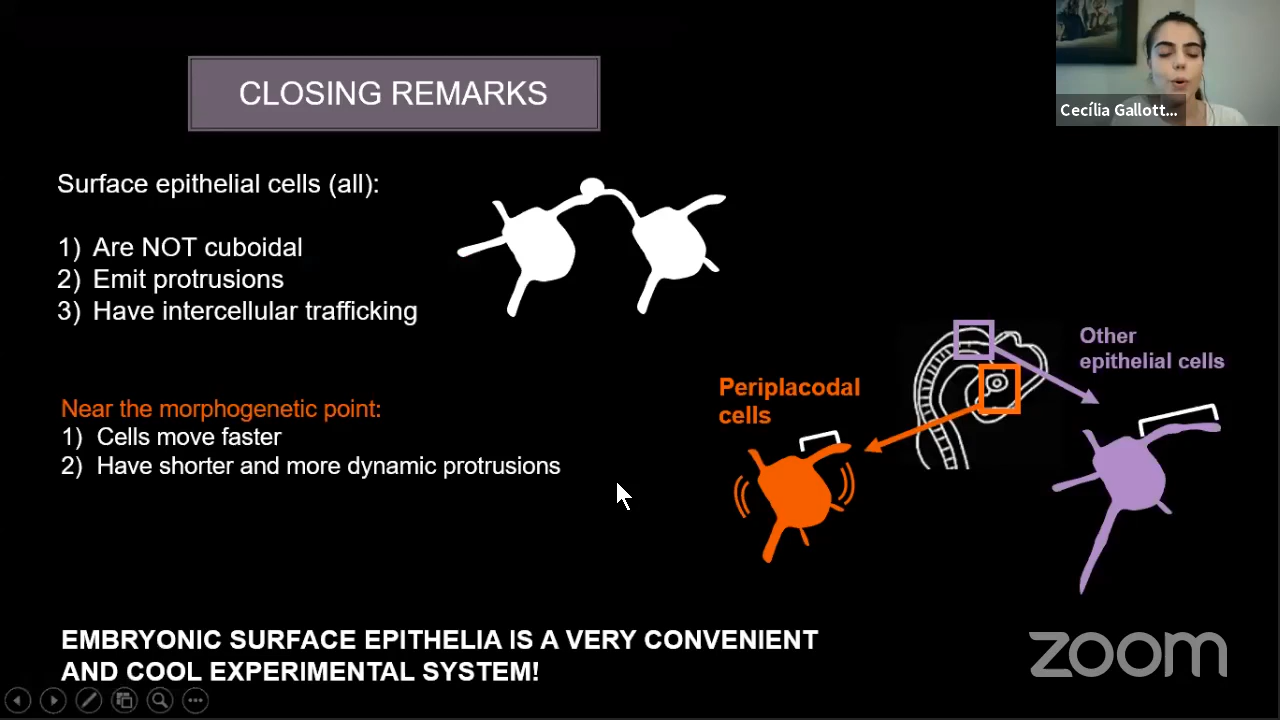 CLOSING REMARKS
Cecília Gallott...
Surface epithelial cells (all):
1) Are NOT cuboidal
2) Emit protrusions
3) Have intercellular trafficking
Other
epithelial cells
Periplacodal
cells
Near the morphogenetic point:
1) Cells move faster
2) Have shorter and more dynamic protrusions
EMBRYONIC SURFACE EPITHELIA IS A VERY CONVENIENT
AND COOL EXPERIMENTAL SYSTEM!
zoom